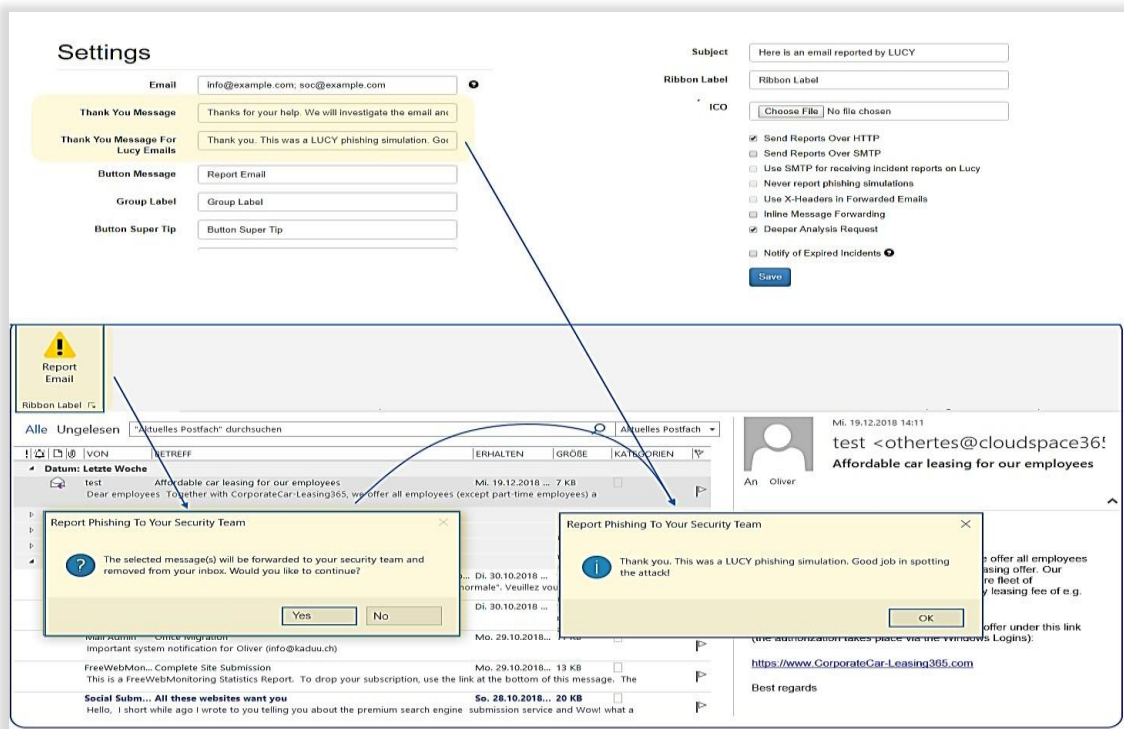 Settings
Email
info@example.com; soc@example.com
Thank You Message
Thanks for your help. We will investigate the email and
Thank You Message For
Lucy Emails
Thank you. This was a LUCY phishing simulation. Goo
Button Message
Report Email
Group Label
Group Label
Button Super Tip
Button Super Tip
Subject
Here is an email reported by LUCY
Ribbon Label
Ribbon Label
ICO
Choose File No file chosen
Send Reports Over HTTP
Send Reports Over SMTP
Use SMTP for receiving incident reports on Lucy
Never report phishing simulations
Use X-Headers in Forwarded Emails
Inline Message Forwarding
Deeper Analysis Request
Notify of Expired Incidents
Save
Report
Email
Ribbon Label
Alle Ungelesen "Aktuelles Postfach" durchsuchen Aktuelles Postfach
VON BETREFF ERHALTEN GRÖßE KATEGORIEN
Datum: Letzte Woche
test Affordable car leasing for our employees Mi. 19.12.2018 ... 7 KB
Dear employees Together with CorporateCar-Leasing365, we offer all employees (except part-time employees) a
Report Phishing To Your Security Team
The selected message(s) will be forwarded to your security team and
removed from your inbox. Would you like to continue?
Yes No
Report Phishing To Your Security Team
Thank you. This was a LUCY phishing simulation. Good job in spotting
the attack!
OK
... Di. 30.10.2018 ...
normale". Veuillez vou
Di. 30.10.2018 ...
Mail Admin Office Migration Mo. 29.10.2018...
Important system notification for Oliver (info@kaduu.ch)
FreeWebMon... Complete Site Submission Mo. 29.10.2018... 13 KB
This is a FreeWebMonitoring Statistics Report. To drop your subscription, use the link at the bottom of this message. The
Social Subm... All these websites want you So. 28.10.2018... 20 KB
Hello, I short while ago I wrote to you telling you about the premium search engine submission service and Wow! what a
Mi. 19.12.2018 14:11
test <othertes@cloudspace365
Affordable car leasing for our employees
An Oliver
e offer all employees
asing offer. Our
re fleet of
y leasing fee of e.g.
offer under this link
(the authorization takes place via the Windows Logins):
https://www.CorporateCar-Leasing365.com
Best regards